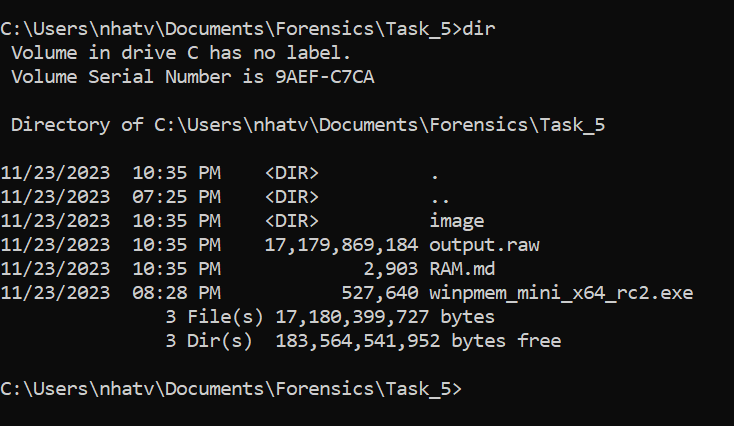 C:\Users\nhatv\Documents\Forensics\Task_5>dir
 Volume in drive C has no label.
 Volume Serial Number is 9AEF-C7CA

 Directory of C:\Users\nhatv\Documents\Forensics\Task_5

11/23/2023  10:35 PM    <DIR>          .
11/23/2023  07:25 PM    <DIR>          ..
11/23/2023  10:35 PM    <DIR>          image
11/23/2023  10:35 PM    17,179,869,184 output.raw
11/23/2023  10:35 PM             2,903 RAM.md
11/23/2023  08:28 PM           527,640 winpmem_mini_x64_rc2.exe
               3 File(s) 17,180,399,727 bytes
               3 Dir(s)  183,564,541,952 bytes free

C:\Users\nhatv\Documents\Forensics\Task_5>